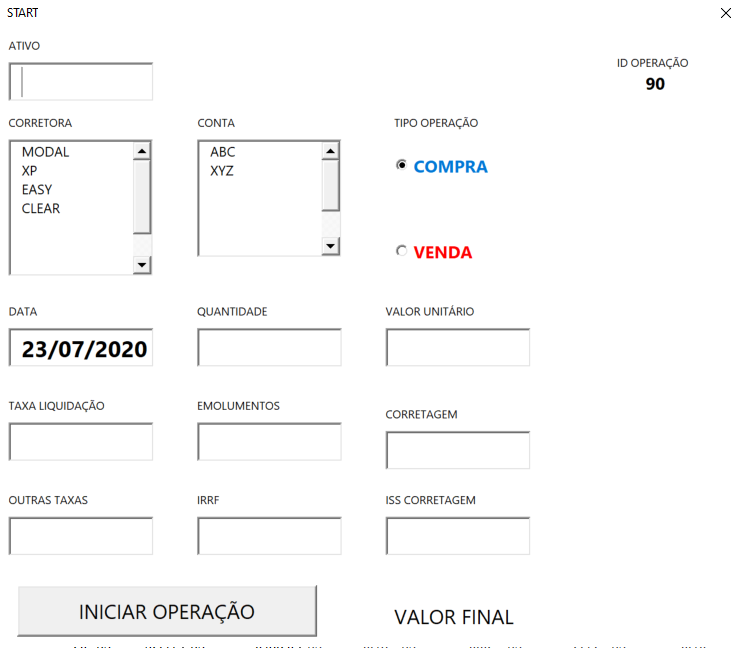 START
ATIVO
ID OPERAÇÃO
90
CORRETORA
CONTA
TIPO OPERAÇÃO
MODAL
XP
EASY
CLEAR
ABC
XYZ
COMPRA
VENDA
DATA
QUANTIDADE
VALOR UNITÁRIO
23/07/2020
TAXA LIQUIDAÇÃO
EMOLUMENTOS
CORRETAGEM
OUTRAS TAXAS
IRRF
ISS CORRETAGEM
INICIAR OPERAÇÃO
VALOR FINAL